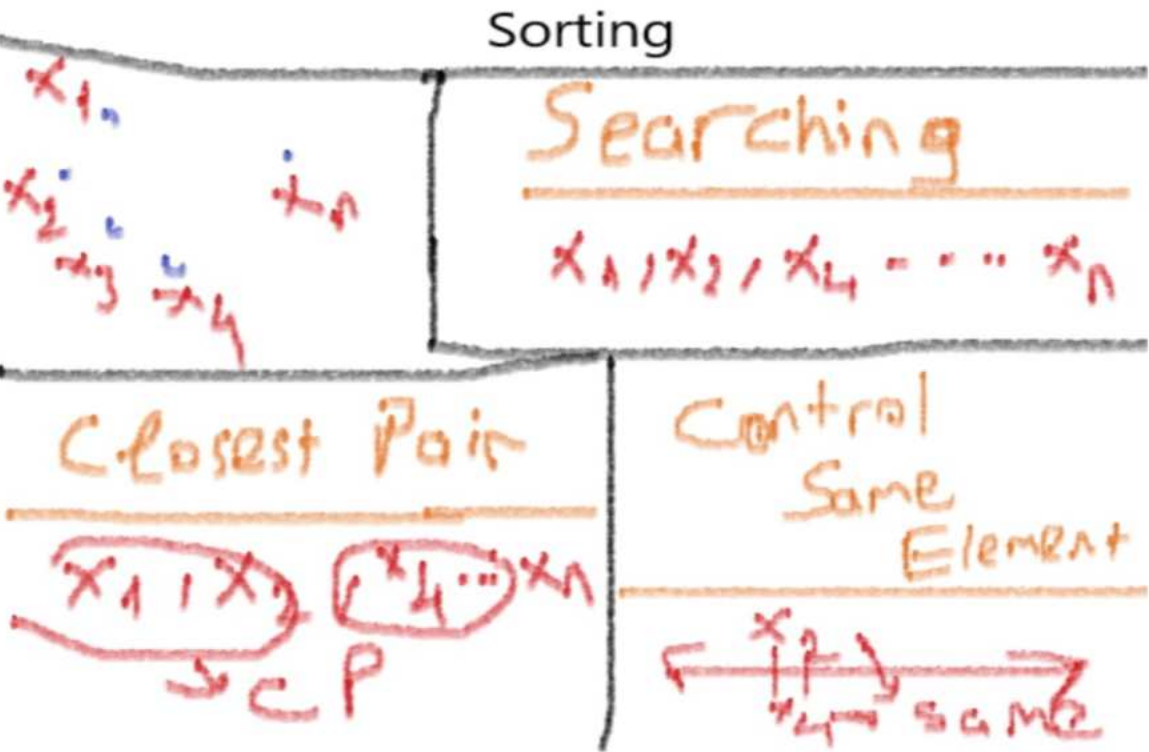 Sorting
x1
x2
x3
x4
xn
Searching
x1, x2, x4 - · · ·· xn
Closest Pair
x1, x
, x4 ... xn
CP
Control
Same
Element
x2
x4
same